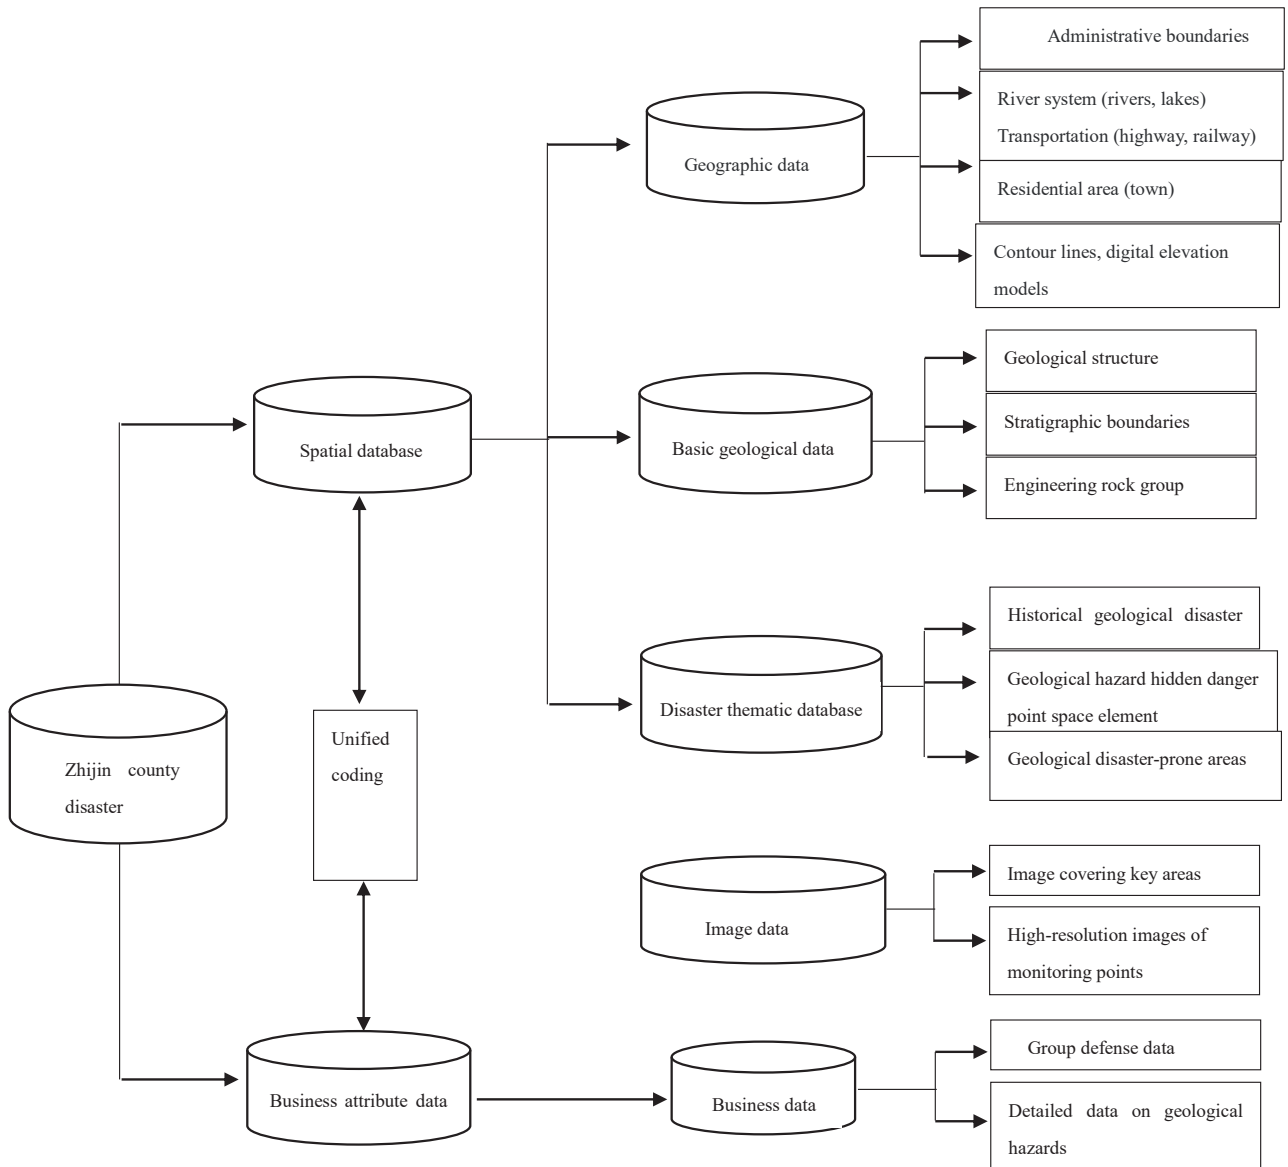 Administrative boundaries
River system (rivers, lakes)
Transportation (highway, railway)
Geographic data
Residential area (town)
Contour lines, digital elevation
models
Geological structure
Spatial database
Basic geological data
Stratigraphic boundaries
Engineering rock group
Historical geological disaster
Geological hazard hidden danger
point space element
Disaster thematic database
Geological disaster-prone areas
Unified
coding
Zhijin county
disaster
Image covering key areas
Image data
High-resolution images of
monitoring points
Group defense data
Business attribute data
Business data
Detailed data on geological
hazards